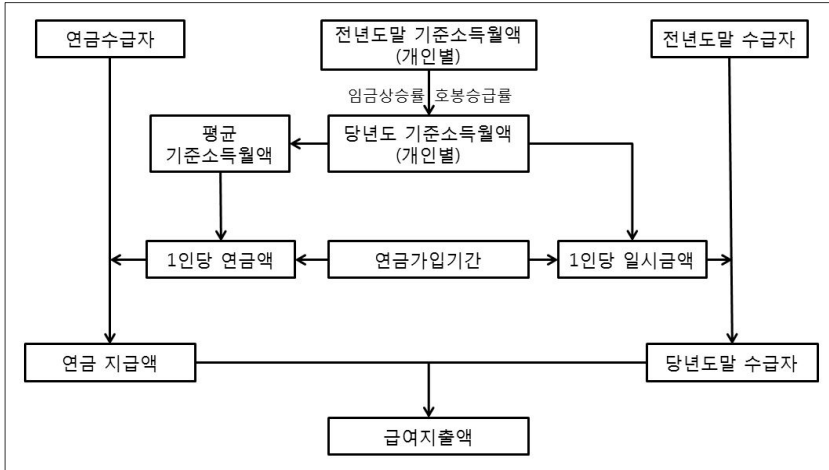 연금수급자
전년도말 기준소득월액
(개인별)
전년도말 수급자
임금상승률 호봉승급률
평균
기준소득월액
당년도 기준소득월액
(개인별)
1인당 연금액
연금가입기간
1인당 일시금액
연금 지급액
당년도말 수급자
급여지출액